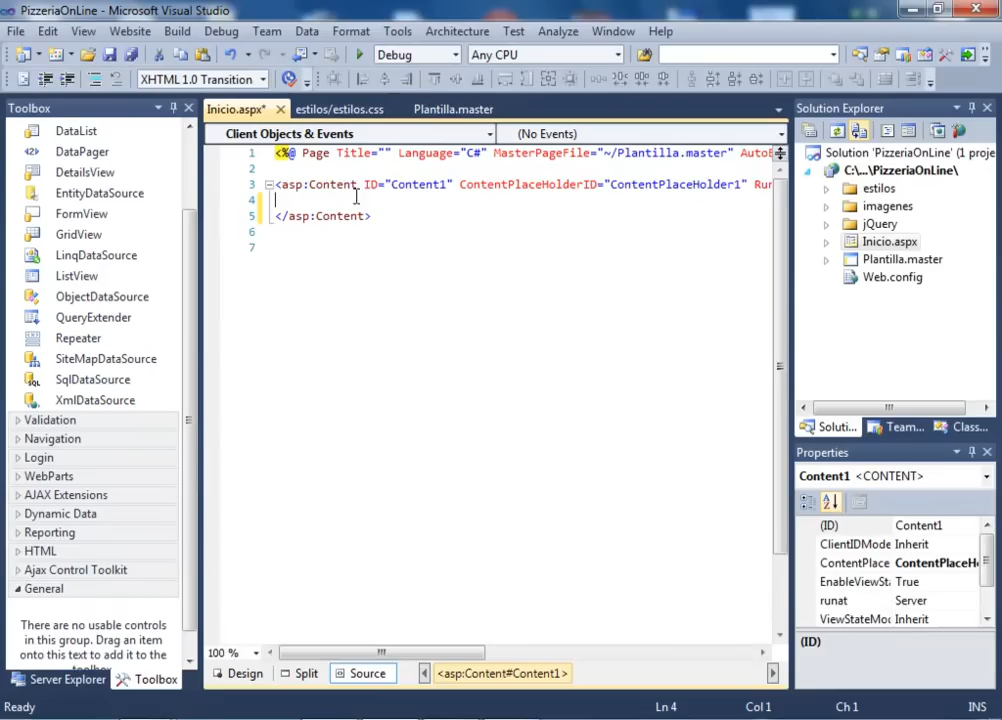 PizzeriaOnLine - Microsoft Visual Studio
File Edit View Website Build Debug Team Data Format Tools Architecture Test Analyze Window Help
Debug Any CPU
XHTML 1.0 Transition
Toolbox
DataList
DataPager
DetailsView
EntityDataSource
FormView
GridView
LinqDataSource
ListView
ObjectDataSource
QueryExtender
Repeater
SiteMapDataSource
SqlDataSource
XmlDataSource
Validation
Navigation
Login
WebParts
AJAX Extensions
Dynamic Data
Reporting
HTML
Ajax Control Toolkit
General
There are no usable controls
in this group. Drag an item
onto this text to add it to the
Server Explorer Toolbox
Inicio.aspx* estilos/estilos.css Plantilla.master
Client Objects & Events (No Events)
1 <%@ Page Title="" Language="C#" MasterPageFile="~/Plantilla.master" AutoE
2
3 <asp:Content ID="Content1" ContentPlaceHolderID="ContentPlaceHolder1" Run
4
5 </asp:Content>
6
7
100 %
Design Split Source <asp:Content#Content1>
Solution Explorer
Solution 'PizzeriaOnLine' (1 proje
C:\...\PizzeriaOnLine\
estilos
imagenes
jQuery
Inicio.aspx
Plantilla.master
Web.config
Soluti... Team... Class...
Properties
Content1 <CONTENT>
(ID) Content1
ClientIDMode Inherit
ContentPlace ContentPlaceH
EnableViewSt True
runat Server
ViewStateMo Inherit
(ID)
Ready Ln 4 Col 1 Ch 1 INS